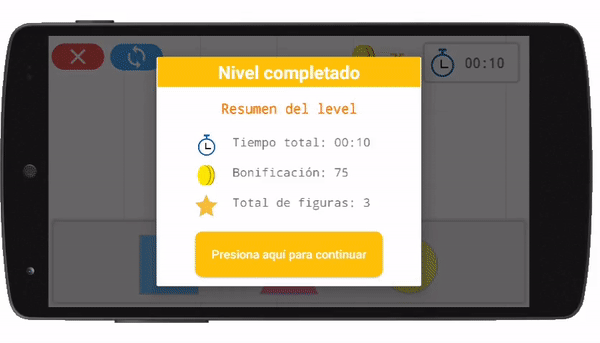 75
00:10
Nivel completado
Resumen del level
Tiempo total: 00:10
Bonificación: 75
Total de figuras: 3
Presiona aquí para continuar